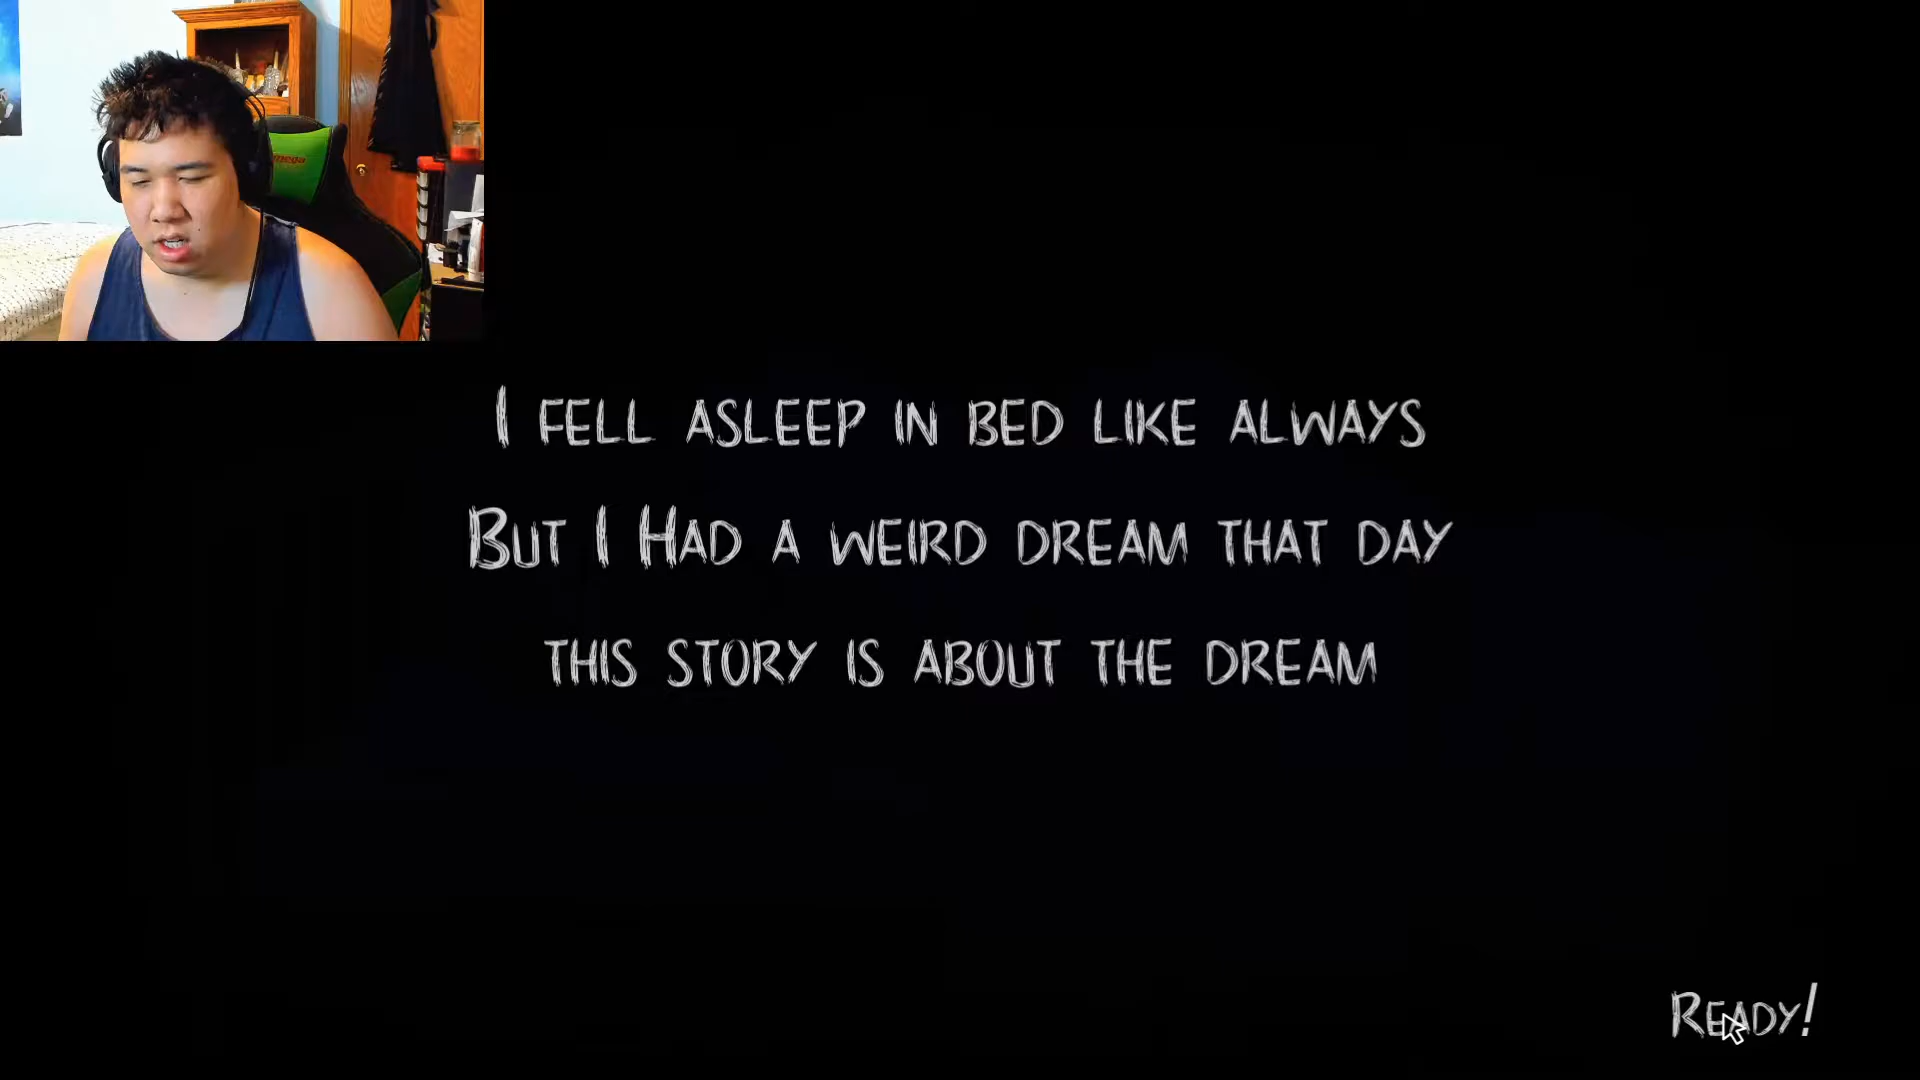 omega
I FELL ASLEEP IN BED LIKE ALWAYS
BUT I HAD A WEIRD DREAM THAT DAY
THIS STORY IS ABOUT THE DREAM
READY!